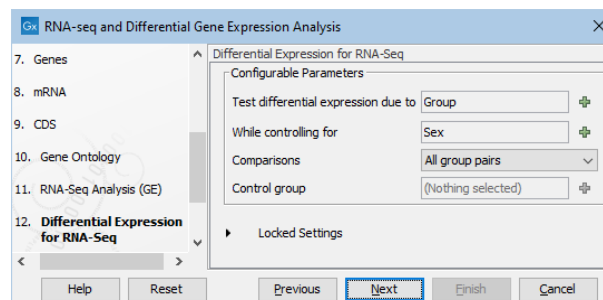 Gx RNA-seq and Differential Gene Expression Analysis
7. Genes
8. mRNA
9. CDS
10. Gene Ontology
11. RNA-Seq Analysis (GE)
12. Differential Expression
for RNA-Seq
Differential Expression for RNA-Seq
Configurable Parameters
Test differential expression due to Group
While controlling for Sex
Comparisons All group pairs
Control group (Nothing selected)
Locked Settings
Help Reset Previous Next Finish Cancel